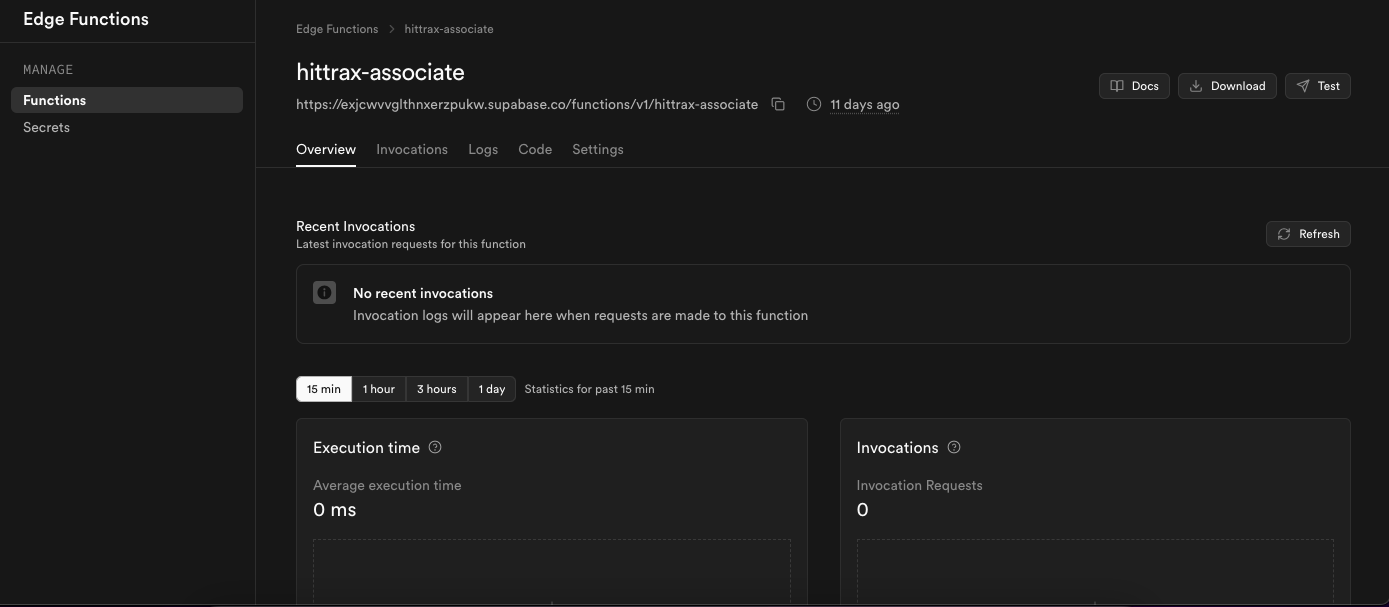 Edge Functions
MANAGE
Functions
Secrets
Edge Functions > hittrax-associate
hittrax-associate
https://exjcwvvglthnxerzpukw.supabase.co/functions/v1/hittrax-associate 11 days ago
Docs Download Test
Overview Invocations Logs Code Settings
Recent Invocations
Latest invocation requests for this function
Refresh
No recent invocations
Invocation logs will appear here when requests are made to this function
15 min 1 hour 3 hours 1 day Statistics for past 15 min
Execution time
Average execution time
0 ms
Invocations
Invocation Requests
0